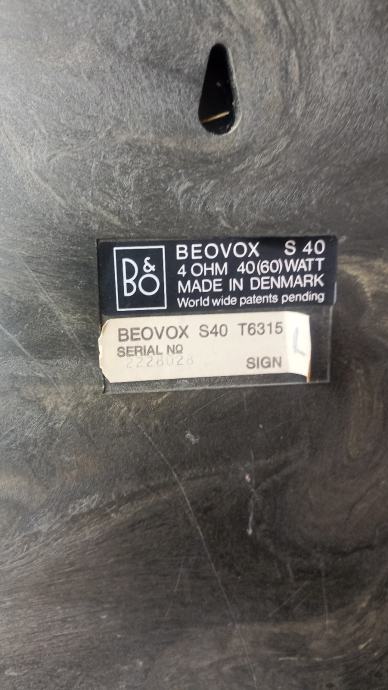 B&O
BEOVOX S 40
4 OHM 40(60) WATT
MADE IN DENMARK
World wide patents pending
BEOVOX S40 T6315
SERIAL NO
SIGN L